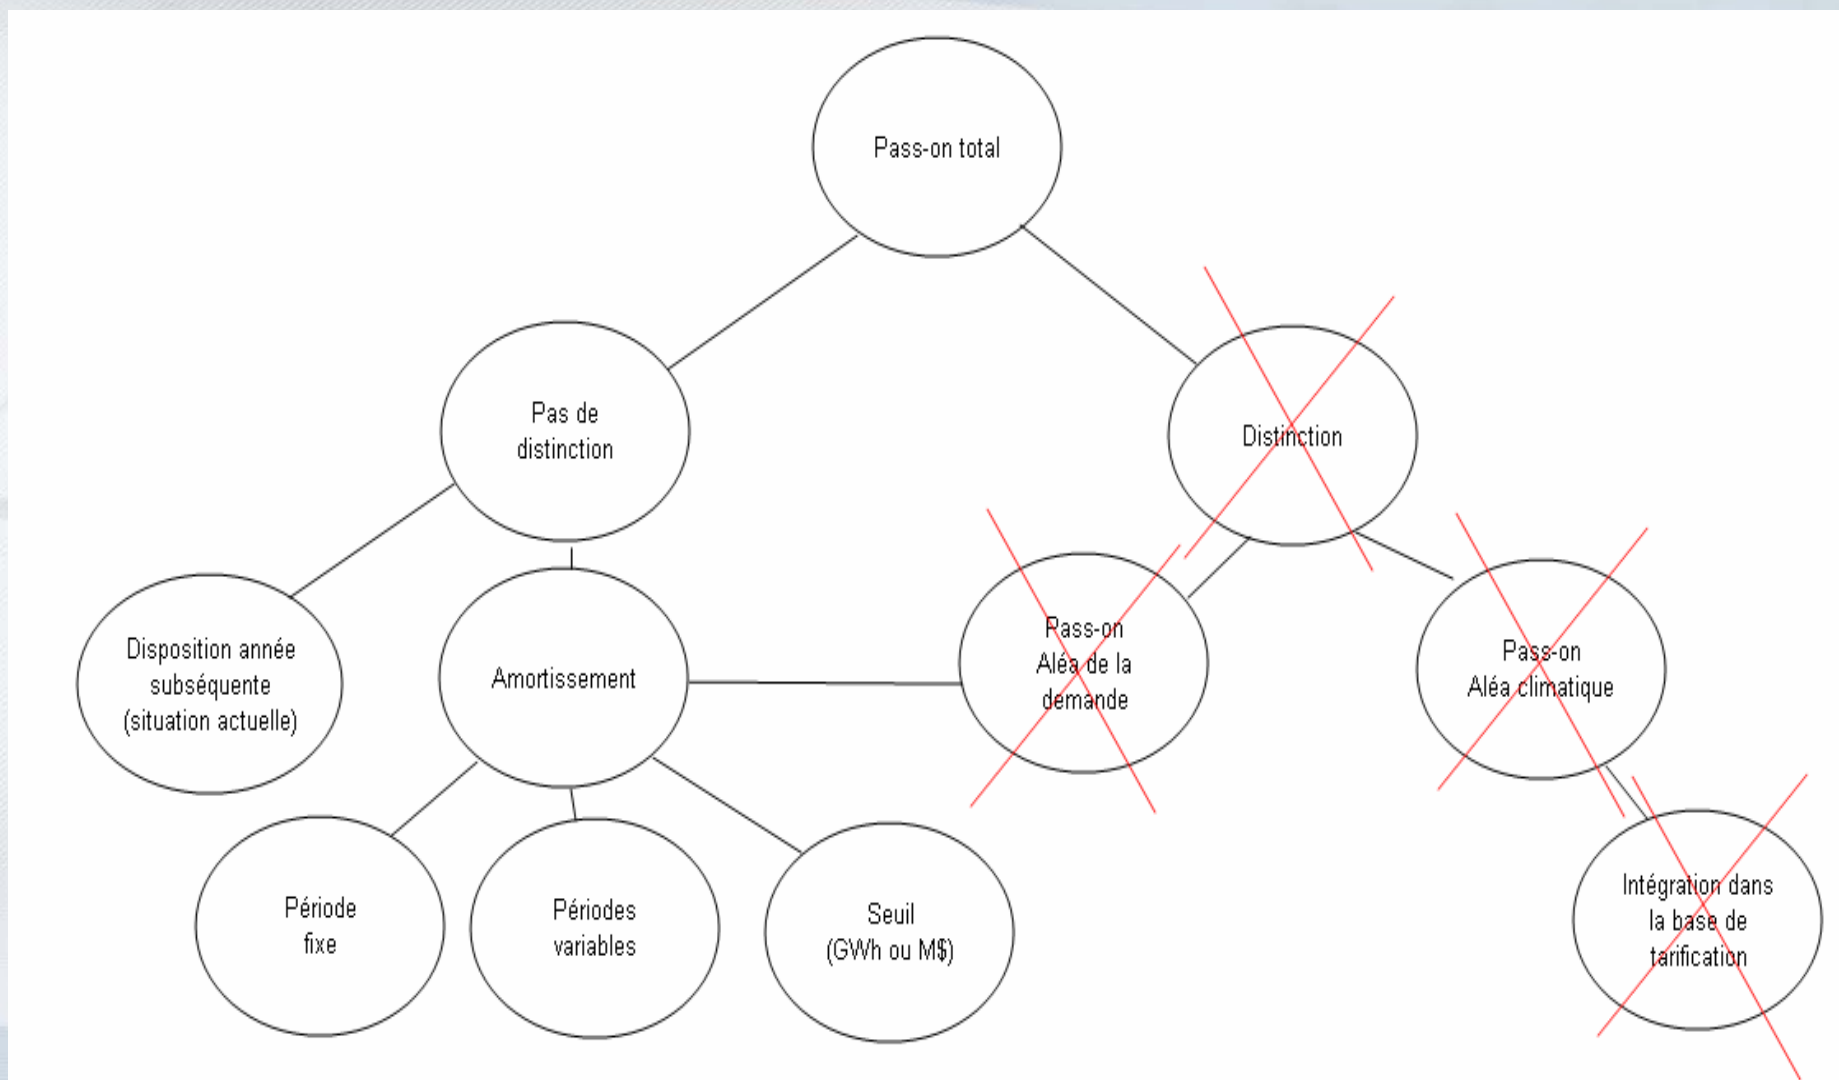 Pass-on total
Pas de
distinction
Distinction
Disposition année
subséquente
(situation actuelle)
Amortissement
Pass-on
Aléa de la
demande
Pass-on
Aléa climatique
Période
fixe
Périodes
variables
Seuil
(GWh ou M$)
Intégration dans
la base de
tarification